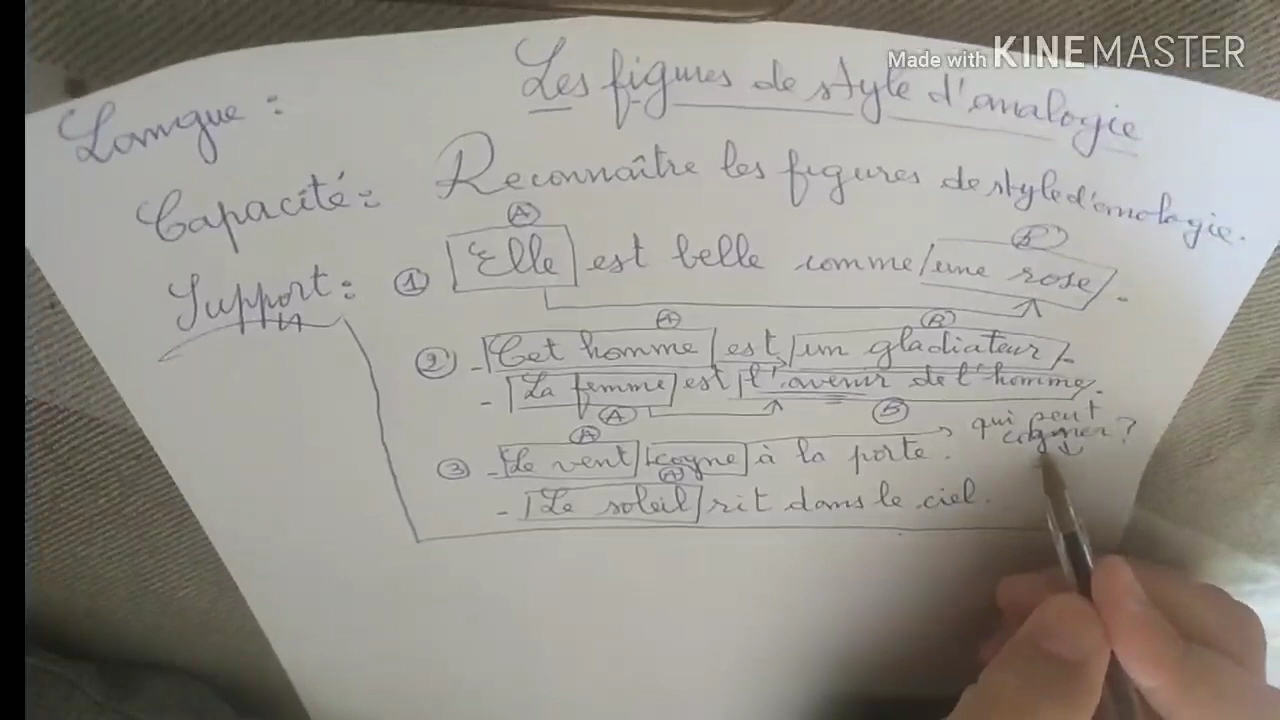 Made with KINEMASTER
Les figures de style d'analogie
Langue :
Capacité : Reconnaître les figures de style d'analogie.
A B
Support : 1 Elle est belle comme une rose.
A B
2 - Cet homme est un gladiateur.
- La femme est l'avenir de l'homme.
A B
A qui peut cogner ?
3 - Le vent cogne à la porte.
A
- Le soleil rit dans le ciel.